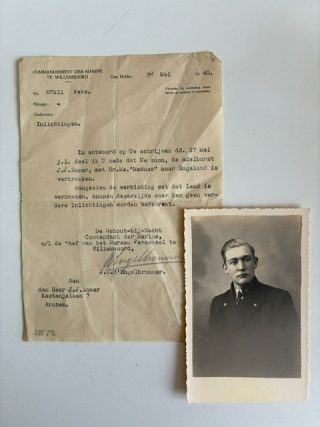 COMMANDEMENT DER MARINE
TE WILLEMSOORD
Den Helder, 30 Mei 1940.
No. 07211 Pers.
Bijlagen: -
Onderwerp
Inlichtingen.
In antwoord op Uw schrijven dd. 27 Mei
j.l. deel ik U mede dat Uw zoon, de adelborst
J.J. , met Hr.Ms."Medusa" naar Engeland is
vertrokken.
Aangezien de verbinding met dat land is
verbroken, kunnen derzijds over hem geen ver-
dere inlichtingen worden verstrekt.
De Schout-bij-Nacht
Commandant der Marine,
o/l de Chef van het Bureau Personeel te
Willemsoord,
J.C.d'Engelbronner.
Aan
den Heer J.J.
Kastanjelaan 7
Arnhem.